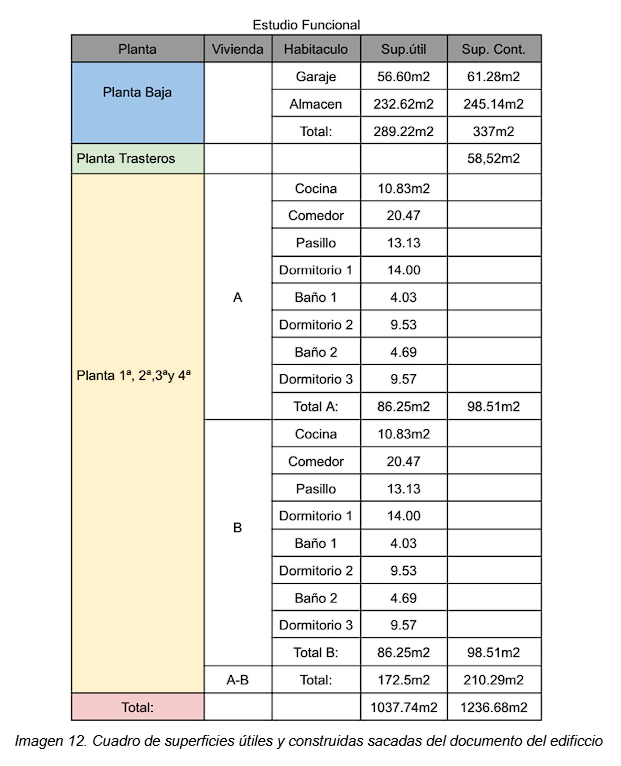 Estudio Funcional
Planta Vivienda Habitaculo Sup.útil Sup. Cont.
Planta Baja Garaje 56.60m2 61.28m2
Almacen 232.62m2 245.14m2
Total: 289.22m2 337m2
Planta Trasteros 58,52m2
Planta 1ª, 2ª,3ªy 4ª A Cocina 10.83m2
Comedor 20.47
Pasillo 13.13
Dormitorio 1 14.00
Baño 1 4.03
Dormitorio 2 9.53
Baño 2 4.69
Dormitorio 3 9.57
Total A: 86.25m2 98.51m2
B Cocina 10.83m2
Comedor 20.47
Pasillo 13.13
Dormitorio 1 14.00
Baño 1 4.03
Dormitorio 2 9.53
Baño 2 4.69
Dormitorio 3 9.57
Total B: 86.25m2 98.51m2
A-B Total: 172.5m2 210.29m2
Total: 1037.74m2 1236.68m2
Imagen 12. Cuadro de superficies útiles y construidas sacadas del documento del edificcio